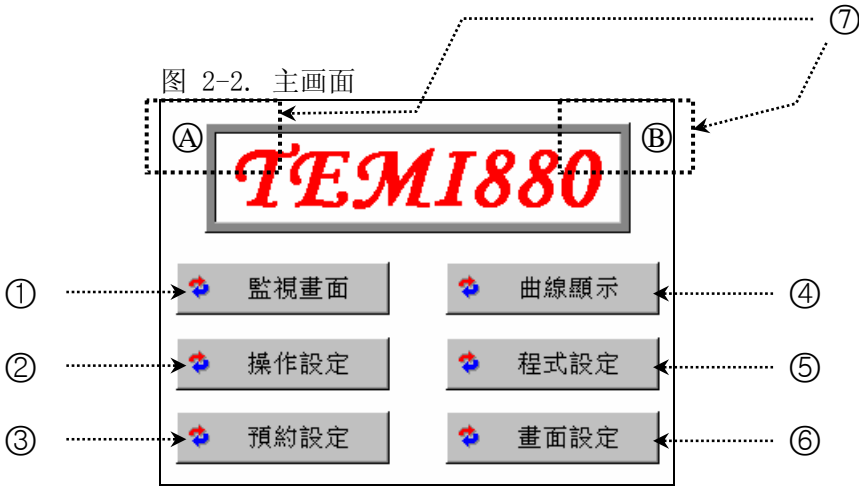 ⑦
图 2-2. 主画面
Ⓐ Ⓑ
TEMI880
① 監視畫面 曲線顯示 ④
② 操作設定 程式設定 ⑤
③ 預約設定 畫面設定 ⑥